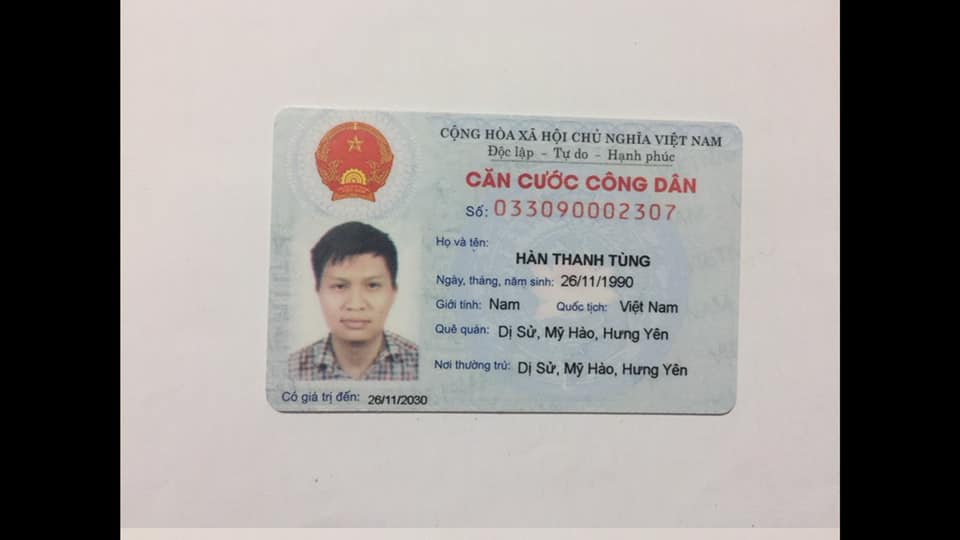 CỘNG HÒA XÃ HỘI CHỦ NGHĨA VIỆT NAM
Độc lập - Tự do - Hạnh phúc
CĂN CƯỚC CÔNG DÂN
Số: 033090002307
Họ và tên:
HÀN THANH TÙNG
Ngày, tháng, năm sinh: 26/11/1990
Giới tính: Nam Quốc tịch: Việt Nam
Quê quán: Dị Sử, Mỹ Hào, Hưng Yên
Nơi thường trú: Dị Sử, Mỹ Hào, Hưng Yên
Có giá trị đến: 26/11/2030